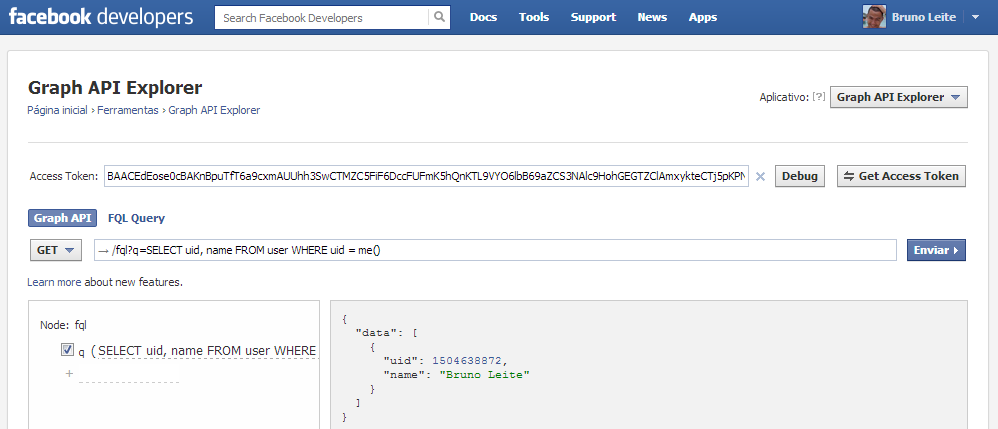 facebook developers Search Facebook Developers Docs Tools Support News Apps Bruno Leite
Graph API Explorer
Página inicial › Ferramentas › Graph API Explorer
Aplicativo: [?] Graph API Explorer
Access Token: BAACEdEose0cBAKnBpuTfT6a9cxmAUUhh3SwCTMZC5FiF6DccFUFmK5hQnKTL9VYO6lbB69aZCS3NAlc9HohGEGTZClAmxykteCTj5pKPN Debug Get Access Token
Graph API FQL Query
GET → /fql?q=SELECT uid, name FROM user WHERE uid = me() Enviar
Learn more about new features.
Node: fql
q (SELECT uid, name FROM user WHERE
+
{
"data": [
{
"uid": 1504638872,
"name": "Bruno Leite"
}
]
}